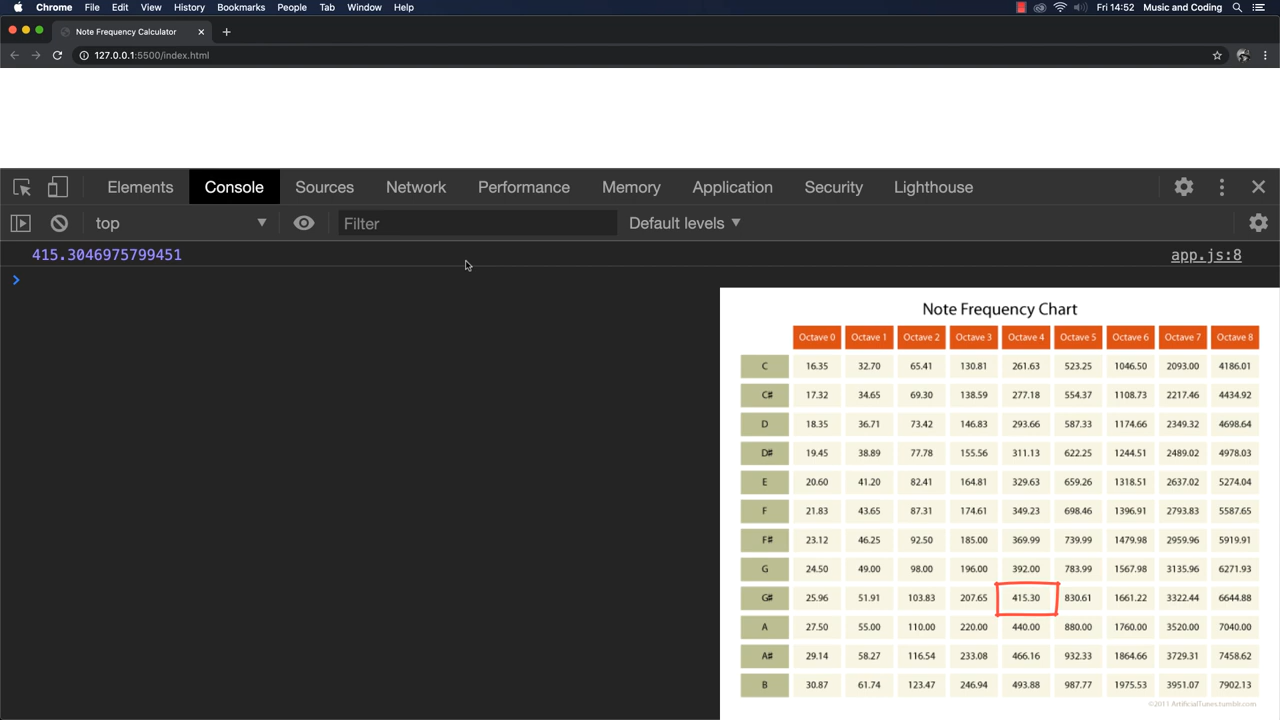 Chrome File Edit View History Bookmarks People Tab Window Help Fri 14:52 Music and Coding
Note Frequency Calculator
127.0.0.1:5500/index.html
Elements Console Sources Network Performance Memory Application Security Lighthouse
top Filter Default levels
415.3046975799451 app.js:8
Note Frequency Chart
Octave 0 Octave 1 Octave 2 Octave 3 Octave 4 Octave 5 Octave 6 Octave 7 Octave 8
C 16.35 32.70 65.41 130.81 261.63 523.25 1046.50 2093.00 4186.01
C# 17.32 34.65 69.30 138.59 277.18 554.37 1108.73 2217.46 4434.92
D 18.35 36.71 73.42 146.83 293.66 587.33 1174.66 2349.32 4698.64
D# 19.45 38.89 77.78 155.56 311.13 622.25 1244.51 2489.02 4978.03
E 20.60 41.20 82.41 164.81 329.63 659.26 1318.51 2637.02 5274.04
F 21.83 43.65 87.31 174.61 349.23 698.46 1396.91 2793.83 5587.65
F# 23.12 46.25 92.50 185.00 369.99 739.99 1479.98 2959.96 5919.91
G 24.50 49.00 98.00 196.00 392.00 783.99 1567.98 3135.96 6271.93
G# 25.96 51.91 103.83 207.65 415.30 830.61 1661.22 3322.44 6644.88
A 27.50 55.00 110.00 220.00 440.00 880.00 1760.00 3520.00 7040.00
A# 29.14 58.27 116.54 233.08 466.16 932.33 1864.66 3729.31 7458.62
B 30.87 61.74 123.47 246.94 493.88 987.77 1975.53 3951.07 7902.13
©2011 ArtificialTunes.tumblr.com